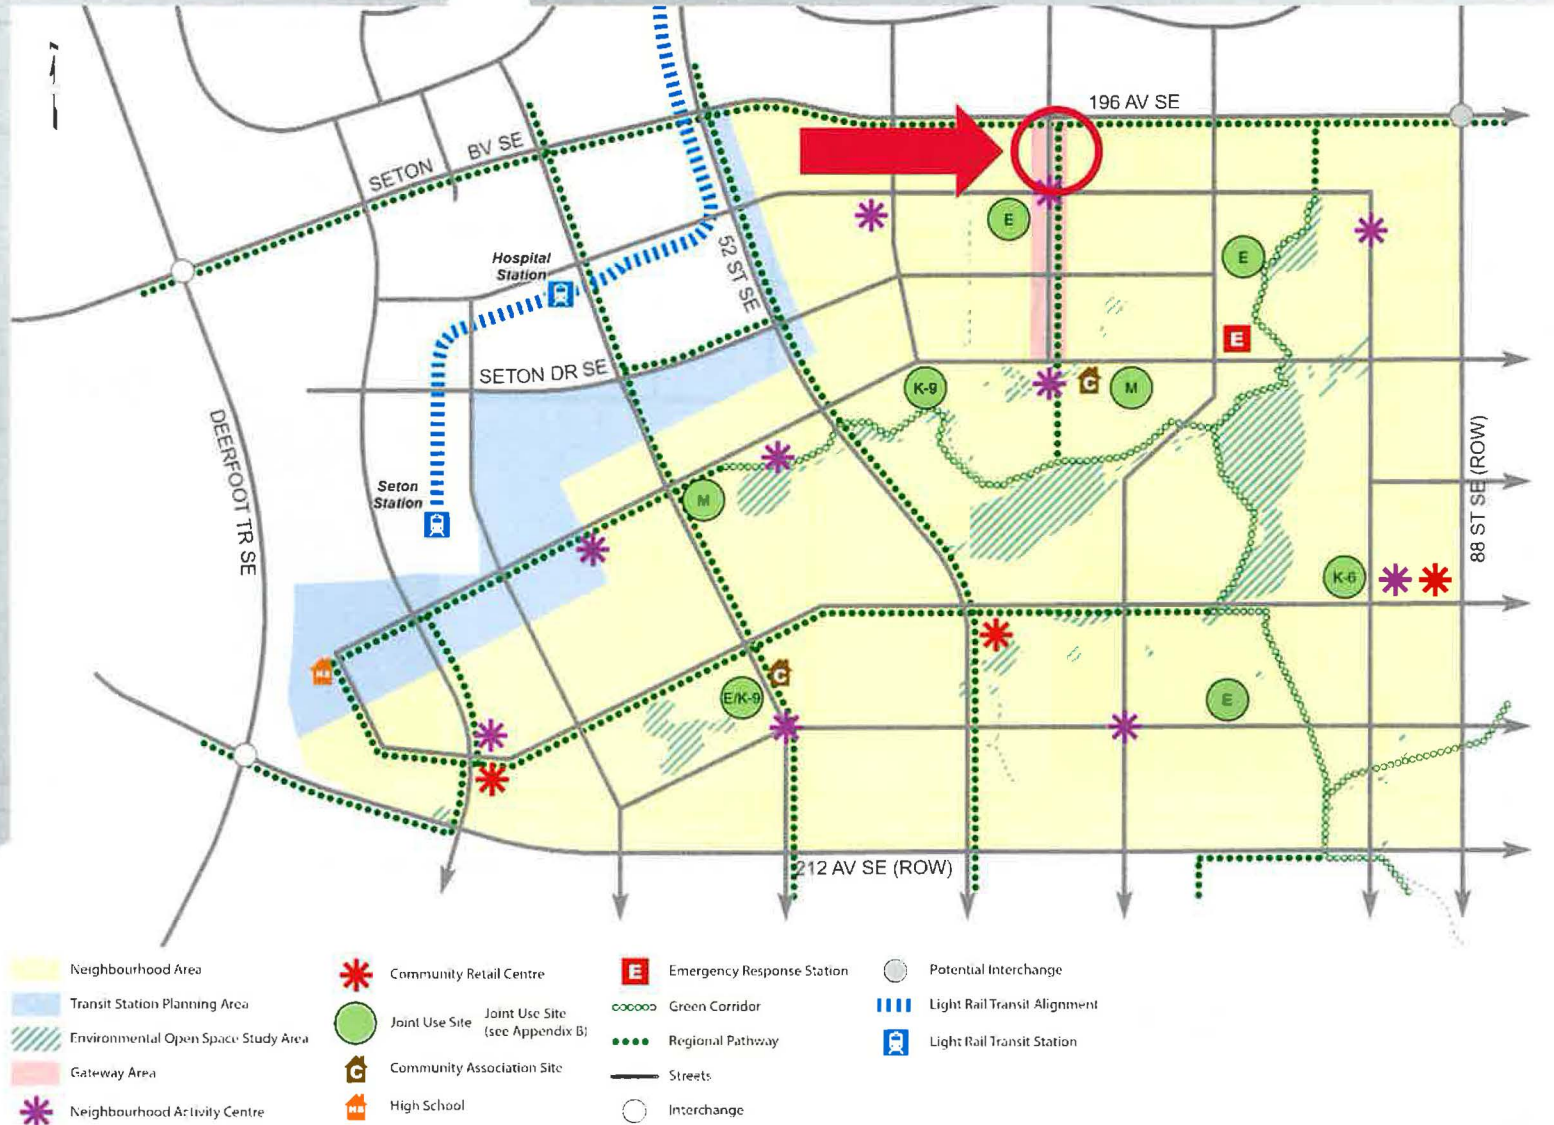 196 AV SE
SETON BV SE
52 ST SE
Hospital
Station
E
E
E
SETON DR SE
K-9
C
M
DEERFOOT TR SE
88 ST SE (ROW)
Seton
Station
M
K-6
HS
C
E/K-9
E
212 AV SE (ROW)
Neighbourhood Area
Transit Station Planning Area
Environmental Open Space Study Area
Gateway Area
Neighbourhood Activity Centre
Community Retail Centre
Joint Use Site
Joint Use Site
(see Appendix B)
C
Community Association Site
HS
High School
E
Emergency Response Station
Green Corridor
Regional Pathway
Streets
Interchange
Potential Interchange
Light Rail Transit Alignment
Light Rail Transit Station